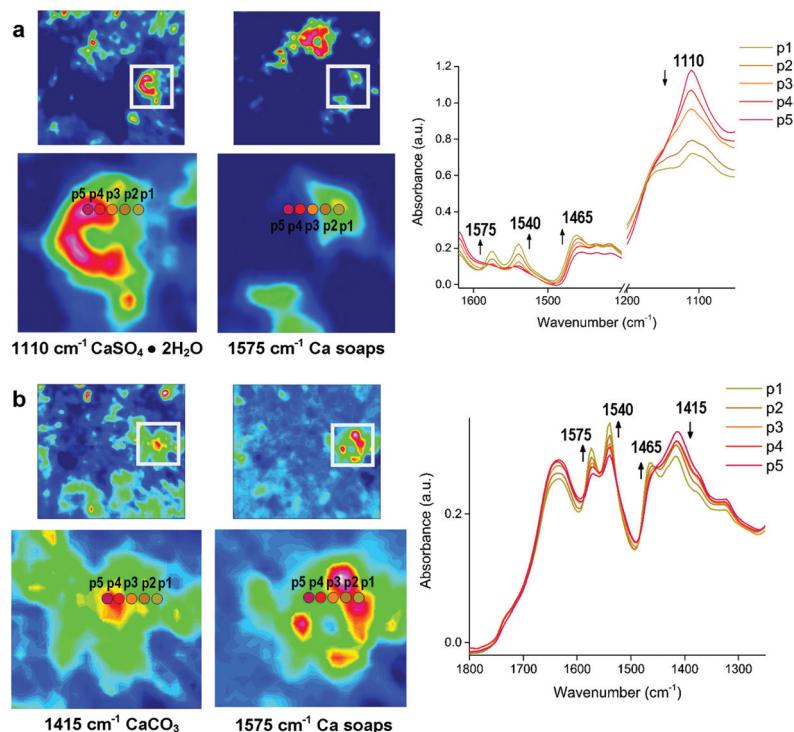 a
p5 p4 p3 p2 p1
p5 p4 p3 p2 p1
1110 cm⁻¹ CaSO₄ • 2H₂O
1575 cm⁻¹ Ca soaps
Absorbance (a.u.)
1.2
1.0
0.8
0.6
0.4
0.2
0.0
1575
1540
1465
1110
p1
p2
p3
p4
p5
1600
1500
1200
1100
Wavenumber (cm⁻¹)
b
p5 p4 p3 p2 p1
p5 p4 p3 p2 p1
1415 cm⁻¹ CaCO₃
1575 cm⁻¹ Ca soaps
Absorbance (a.u.)
0.2
0.0
1575
1540
1465
1415
p1
p2
p3
p4
p5
1800
1700
1600
1500
1400
1300
Wavenumber (cm⁻¹)